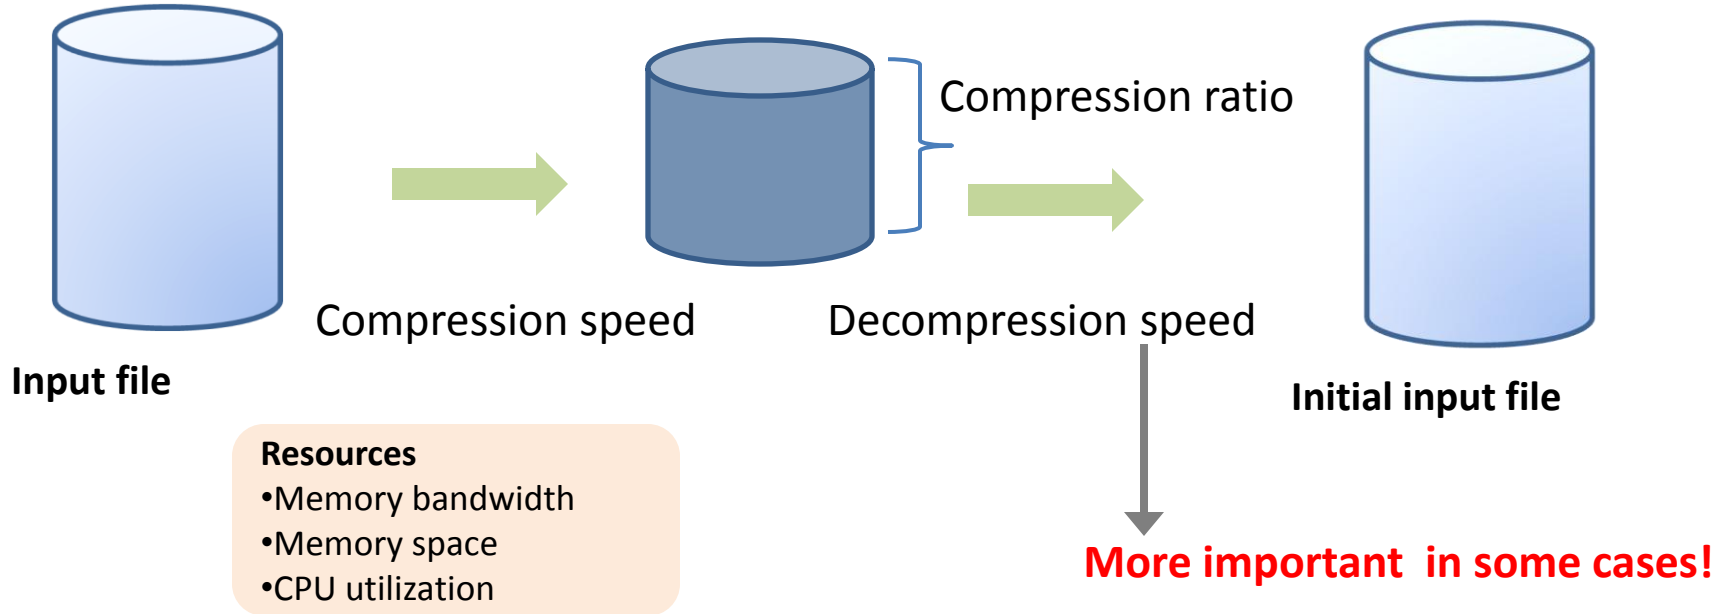 Compression ratio
Compression speed
Decompression speed
Input file
Initial input file
Resources
•Memory bandwidth
•Memory space
•CPU utilization
More important  in some cases!